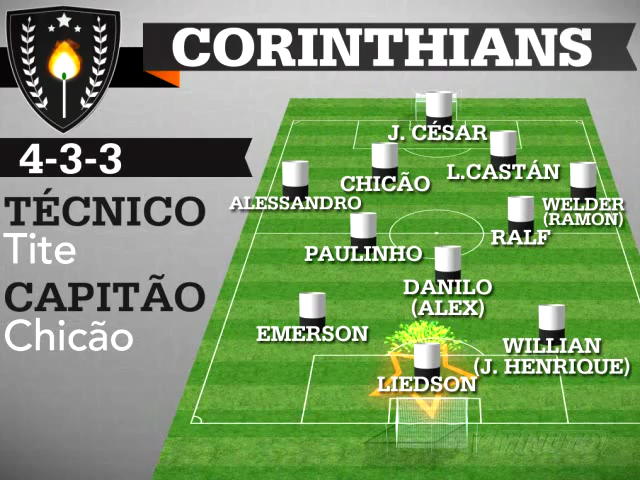 CORINTHIANS
4-3-3
TÉCNICO
Tite
CAPITÃO
Chicão
J. CÉSAR
L.CASTÁN
CHICÃO
ALESSANDRO
WELDER
(RAMON)
RALF
PAULINHO
DANILO
(ALEX)
EMERSON
WILLIAN
(J. HENRIQUE)
LIEDSON